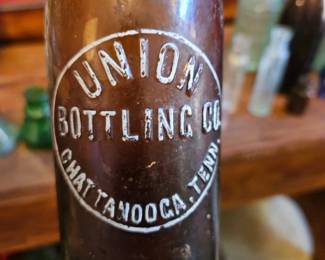 UNION
BOTTLING CO.
CHATTANOOGA, TENN.